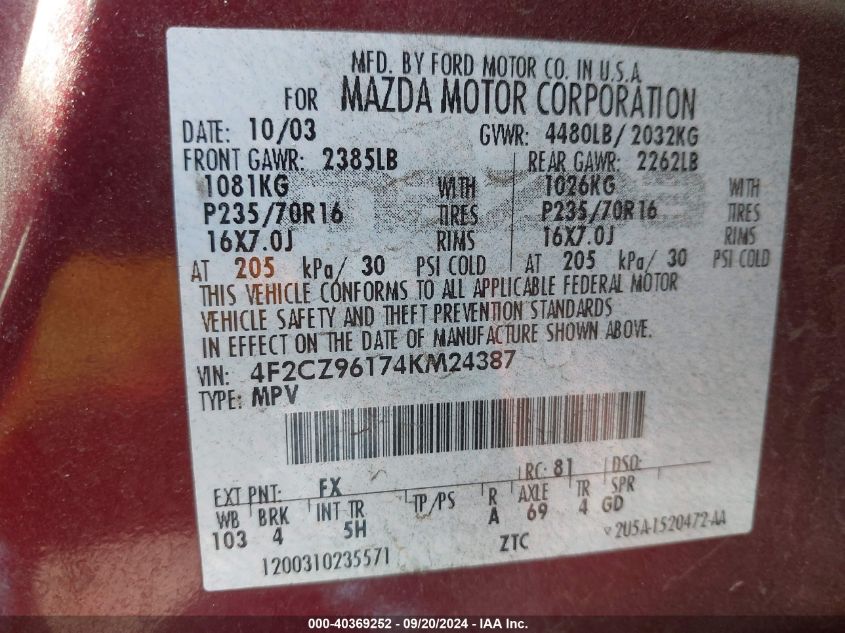 MFD. BY FORD MOTOR CO. IN U.S.A.
FOR MAZDA MOTOR CORPORATION
DATE: 10/03 GVWR: 4480LB/2032KG
FRONT GAWR: 2385LB REAR GAWR: 2262LB
1081KG WITH 1026KG WITH
P235/70R16 TIRES P235/70R16 TIRES
16X7.0J RIMS 16X7.0J RIMS
AT 205 kPa/ 30 PSI COLD AT 205 kPa/ 30 PSI COLD
THIS VEHICLE CONFORMS TO ALL APPLICABLE FEDERAL MOTOR
VEHICLE SAFETY AND THEFT PREVENTION STANDARDS
IN EFFECT ON THE DATE OF MANUFACTURE SHOWN ABOVE.
VIN: 4F2CZ96174KM24387
TYPE: MPV
RC: 81 DSO:
EXT PNT: FX
WB BRK INT TR TP/PS R AXLE TR SPR
103 4 5H A 69 4 GD
1200310235571 ZTC 2U5A-1520472-AA
000-40369252 - 09/20/2024 - IAA Inc.